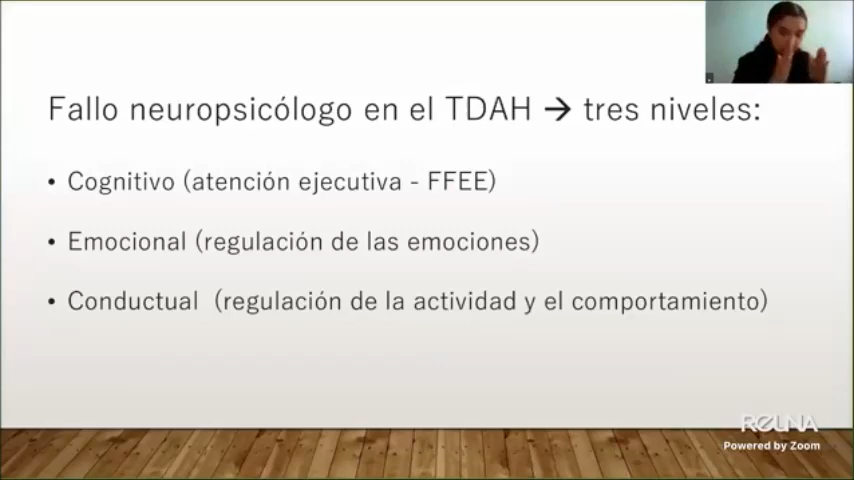 Fallo neuropsicólogo en el TDAH → tres niveles:
• Cognitivo (atención ejecutiva - FFEE)
• Emocional (regulación de las emociones)
• Conductual (regulación de la actividad y el comportamiento)
REUNA
Powered by Zoom